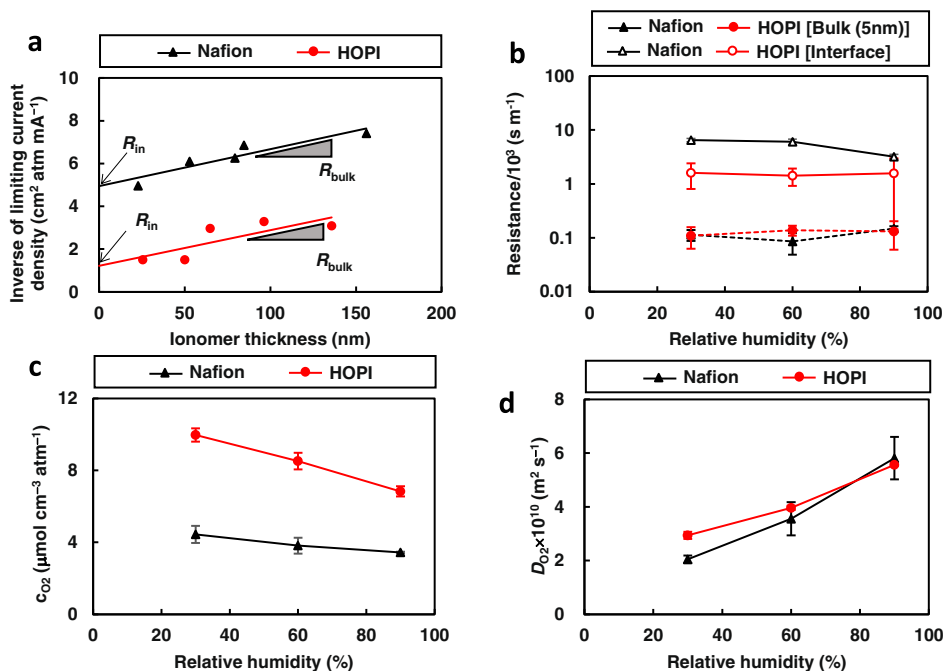 a
Nafion HOPI
Inverse of limiting current
density (cm² atm mA⁻¹)
10
8
6
4
2
0
R_in
R_bulk
R_in
R_bulk
0 50 100 150 200
Ionomer thickness (nm)
b
Nafion HOPI [Bulk (5nm)]
Nafion HOPI [Interface]
Resistance/10³ (s m⁻¹)
100
10
1
0.1
0.01
0 20 40 60 80 100
Relative humidity (%)
c
Nafion HOPI
c_O2 (μmol cm⁻³ atm⁻¹)
12
8
4
0
0 20 40 60 80 100
Relative humidity (%)
d
Nafion HOPI
D_O2×10¹⁰ (m² s⁻¹)
8
6
4
2
0
0 20 40 60 80 100
Relative humidity (%)